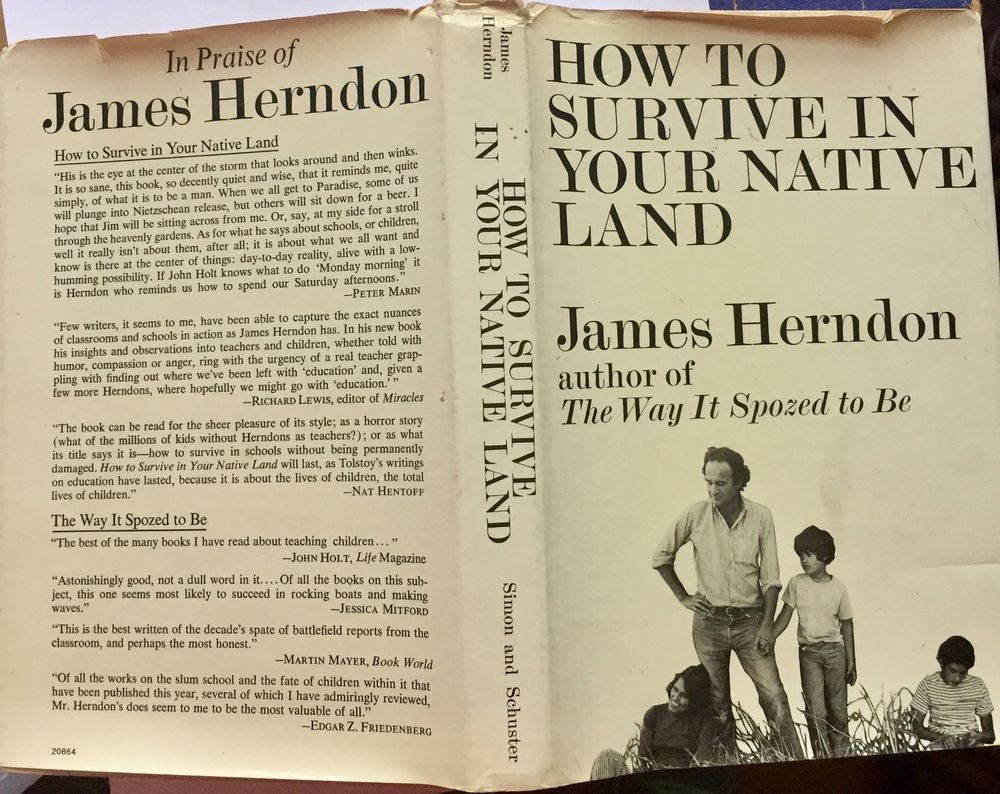 In Praise of
James Herndon
How to Survive in Your Native Land
“His is the eye at the center of the storm that looks around and then winks.
It is so sane, this book, so decently quiet and wise, that it reminds me, quite
simply, of what it is to be a man. When we all get to Paradise, some of us
will plunge into Nietzschean release, but others will sit down for a beer. I
hope that Jim will be sitting across from me. Or, say, at my side for a stroll
through the heavenly gardens. As for what he says about schools, or children,
well it really isn’t about them, after all; it is about what we all want and
know is there at the center of things: day-to-day reality, alive with a low-
humming possibility. If John Holt knows what to do ‘Monday morning’ it
is Herndon who reminds us how to spend our Saturday afternoons.”
—PETER MARIN
“Few writers, it seems to me, have been able to capture the exact nuances
of classrooms and schools in action as James Herndon has. In his new book
his insights and observations into teachers and children, whether told with
humor, compassion or anger, ring with the urgency of a real teacher grap-
pling with finding out where we’ve been left with ‘education’ and, given a
few more Herndons, where hopefully we might go with ‘education.’ ”
—RICHARD LEWIS, editor of Miracles
“The book can be read for the sheer pleasure of its style; as a horror story
(what of the millions of kids without Herndons as teachers?); or as what
its title says it is—how to survive in schools without being permanently
damaged. How to Survive in Your Native Land will last, as Tolstoy’s writings
on education have lasted, because it is about the lives of children, the total
lives of children.”
—NAT HENTOFF
The Way It Spozed to Be
“The best of the many books I have read about teaching children . . . ”
—JOHN HOLT, Life Magazine
“Astonishingly good, not a dull word in it. . . . Of all the books on this sub-
ject, this one seems most likely to succeed in rocking boats and making
waves.”
—JESSICA MITFORD
“This is the best written of the decade’s spate of battlefield reports from the
classroom, and perhaps the most honest.”
—MARTIN MAYER, Book World
“Of all the works on the slum school and the fate of children within it that
have been published this year, several of which I have admiringly reviewed,
Mr. Herndon’s does seem to me to be the most valuable of all.”
—EDGAR Z. FRIEDENBERG
20864
James
Herndon
HOW TO SURVIVE
IN YOUR NATIVE LAND
Simon and Schuster
HOW TO
SURVIVE IN
YOUR NATIVE
LAND
James Herndon
author of
The Way It Spozed to Be